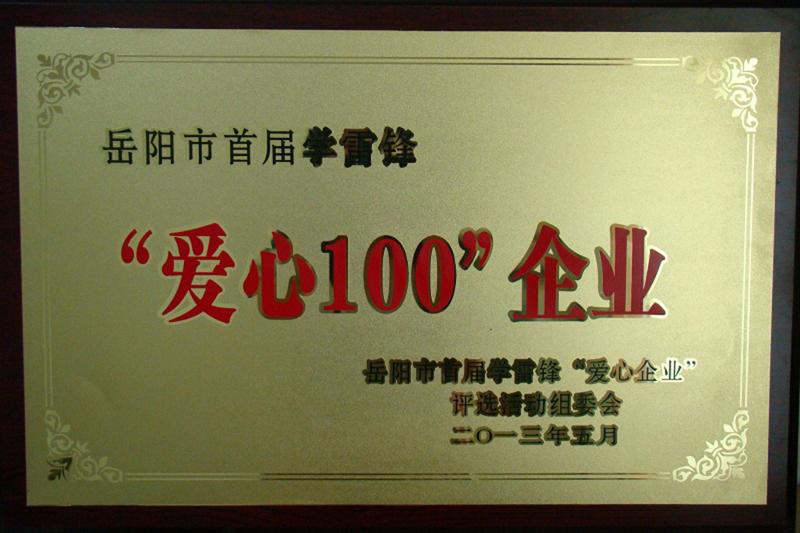 岳阳市首届学雷锋
“爱心100”企业
岳阳市首届学雷锋“爱心企业”
评选活动组委会
二〇一三年五月